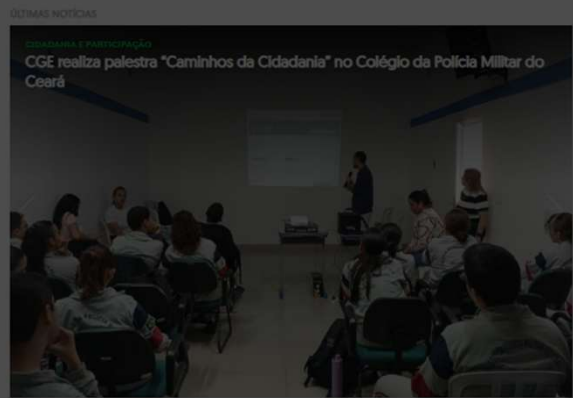 ÚLTIMAS NOTÍCIAS
CIDADANIA E PARTICIPAÇÃO
CGE realiza palestra "Caminhos da Cidadania" no Colégio da Polícia Militar do
Ceará